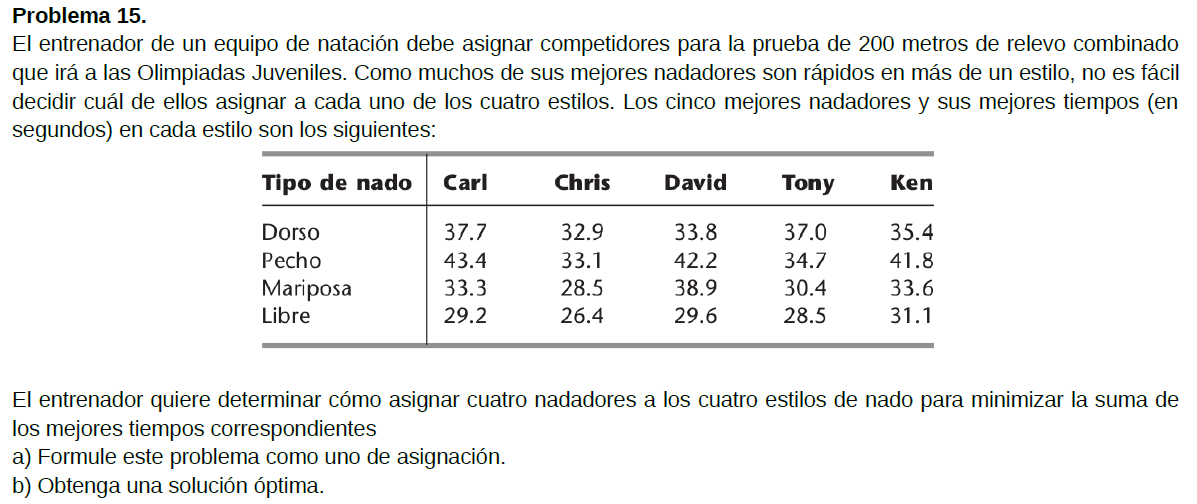 Problema 15.
El entrenador de un equipo de natación debe asignar competidores para la prueba de 200 metros de relevo combinado
que irá a las Olimpiadas Juveniles. Como muchos de sus mejores nadadores son rápidos en más de un estilo, no es fácil
decidir cuál de ellos asignar a cada uno de los cuatro estilos. Los cinco mejores nadadores y sus mejores tiempos (en
segundos) en cada estilo son los siguientes:
Tipo de nado Carl Chris David Tony Ken
Dorso 37.7 32.9 33.8 37.0 35.4
Pecho 43.4 33.1 42.2 34.7 41.8
Mariposa 33.3 28.5 38.9 30.4 33.6
Libre 29.2 26.4 29.6 28.5 31.1
El entrenador quiere determinar cómo asignar cuatro nadadores a los cuatro estilos de nado para minimizar la suma de
los mejores tiempos correspondientes
a) Formule este problema como uno de asignación.
b) Obtenga una solución óptima.